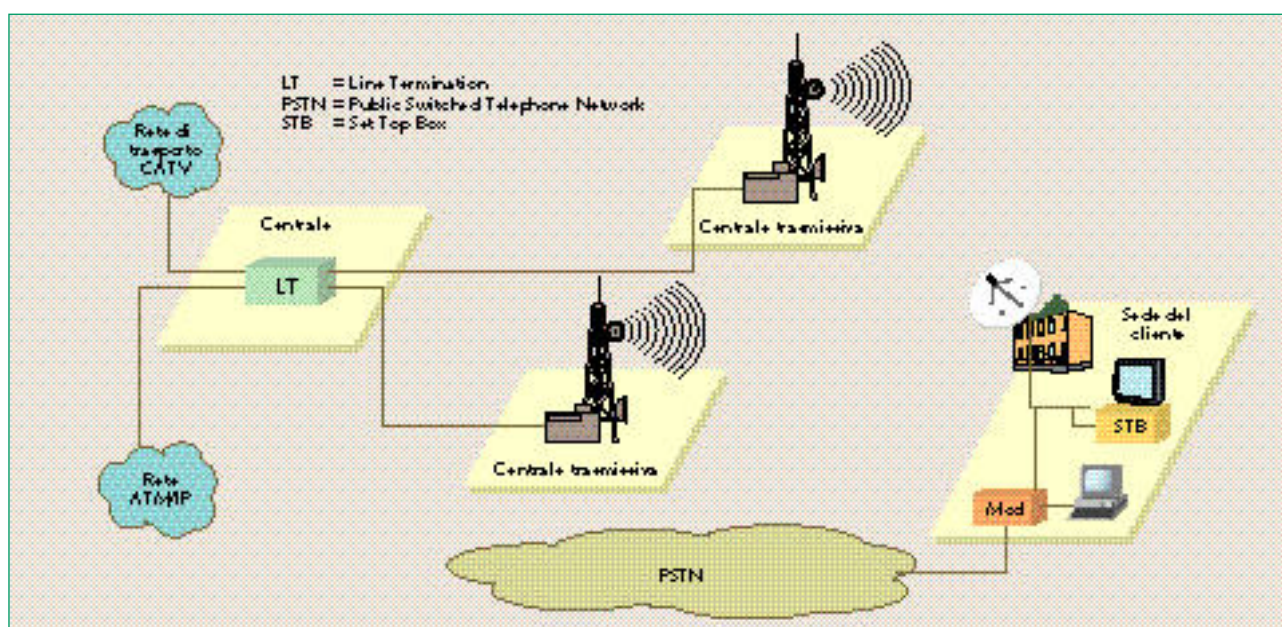 LT = Line Termination
PSTN = Public Switched Telephone Network
STB = Set Top Box
Rete di
trasporto
CATV
Centrale
LT
Centrale trasmissiva
Centrale trasmissiva
Sede del
cliente
STB
Mod
Rete
ATM/IP
PSTN